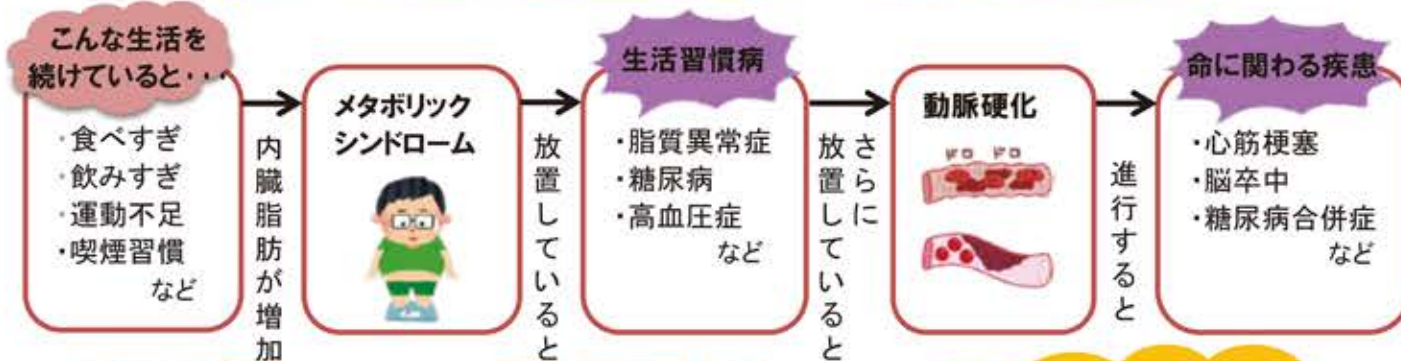 こんな生活を
続けていると・・・
・食べすぎ
・飲みすぎ
・運動不足
・喫煙習慣
など
内臓脂肪が増加
メタボリック
シンドローム
放置していると
生活習慣病
・脂質異常症
・糖尿病
・高血圧症
など
さらに
放置していると
動脈硬化
進行すると
命に関わる疾患
・心筋梗塞
・脳卒中
・糖尿病合併症
など